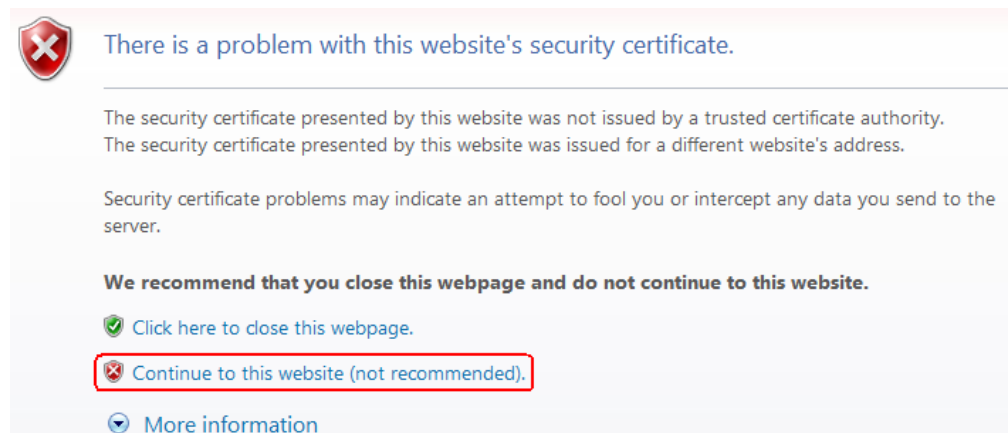 There is a problem with this website's security certificate.
The security certificate presented by this website was not issued by a trusted certificate authority.
The security certificate presented by this website was issued for a different website's address.
Security certificate problems may indicate an attempt to fool you or intercept any data you send to the
server.
We recommend that you close this webpage and do not continue to this website.
Click here to close this webpage.
Continue to this website (not recommended).
More information